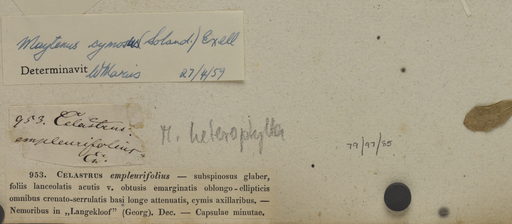 Maytenus cymosus (Soland.) Exell
Determinavit W Marais 27/4/59
953. Celastrus
empleurifolius
M. heterophylla
79/97/55
953. CELASTRUS empleurifolius — subspinosus glaber,
foliis lanceolatis acutis v. obtusis emarginatis oblongo-ellipticis
omnibus crenato-serrulatis basi longe attenuatis, cymis axillaribus. —
Nemoribus in „Langekloof" (Georg). Dec. — Capsulae minutae.